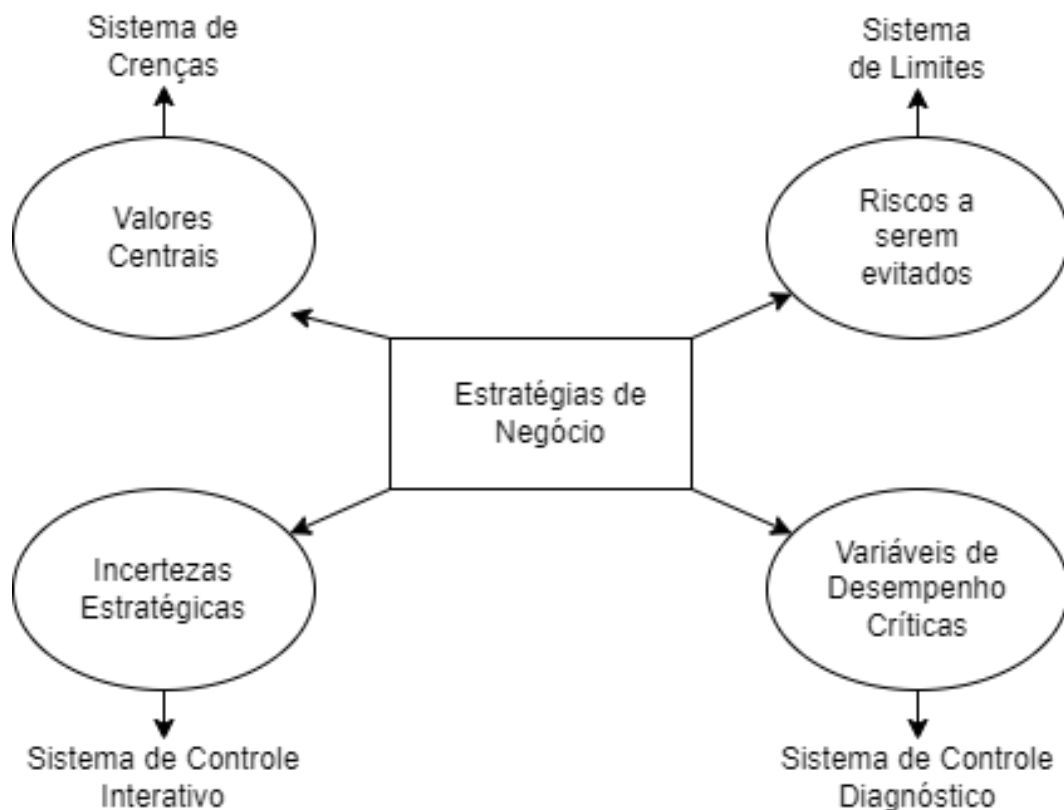 Sistema de
Crenças
Sistema
de Limites
Valores
Centrais
Riscos a
serem
evitados
Estratégias de
Negócio
Incertezas
Estratégicas
Variáveis de
Desempenho
Críticas
Sistema de Controle
Interativo
Sistema de Controle
Diagnóstico